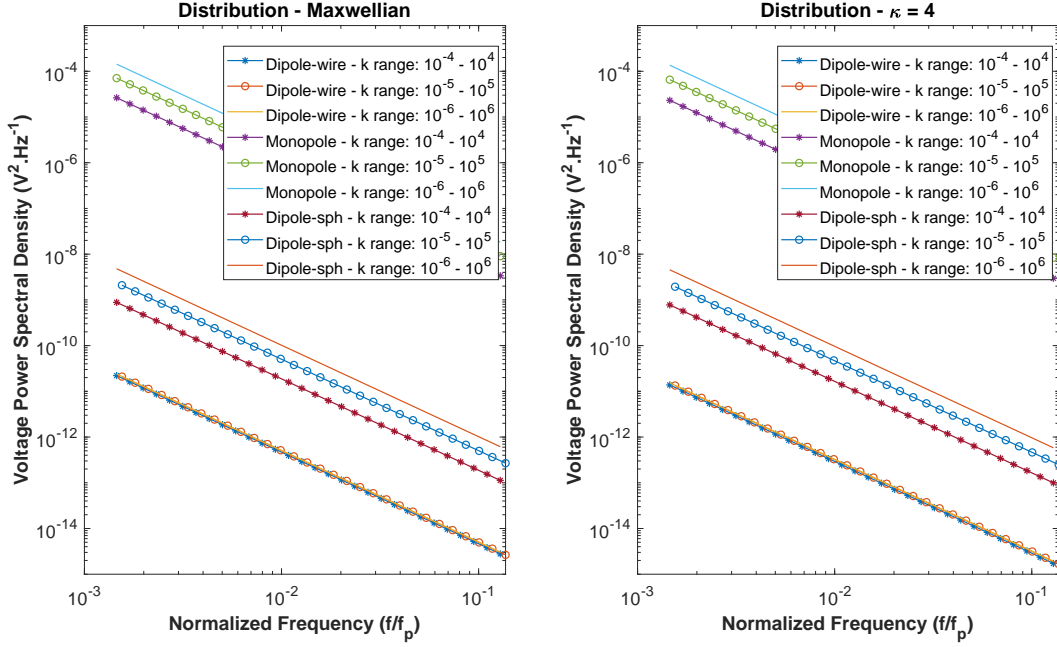 Distribution - Maxwellian
Voltage Power Spectral Density (V².Hz⁻¹)
10⁻⁴
10⁻⁶
10⁻⁸
10⁻¹⁰
10⁻¹²
10⁻¹⁴
Dipole-wire - k range: 10⁻⁴ - 10⁴
Dipole-wire - k range: 10⁻⁵ - 10⁵
Dipole-wire - k range: 10⁻⁶ - 10⁶
Monopole - k range: 10⁻⁴ - 10⁴
Monopole - k range: 10⁻⁵ - 10⁵
Monopole - k range: 10⁻⁶ - 10⁶
Dipole-sph - k range: 10⁻⁴ - 10⁴
Dipole-sph - k range: 10⁻⁵ - 10⁵
Dipole-sph - k range: 10⁻⁶ - 10⁶
10⁻³
10⁻²
10⁻¹
Normalized Frequency (f/fₚ)
Distribution - κ = 4
Voltage Power Spectral Density (V².Hz⁻¹)
10⁻⁴
10⁻⁶
10⁻⁸
10⁻¹⁰
10⁻¹²
10⁻¹⁴
Dipole-wire - k range: 10⁻⁴ - 10⁴
Dipole-wire - k range: 10⁻⁵ - 10⁵
Dipole-wire - k range: 10⁻⁶ - 10⁶
Monopole - k range: 10⁻⁴ - 10⁴
Monopole - k range: 10⁻⁵ - 10⁵
Monopole - k range: 10⁻⁶ - 10⁶
Dipole-sph - k range: 10⁻⁴ - 10⁴
Dipole-sph - k range: 10⁻⁵ - 10⁵
Dipole-sph - k range: 10⁻⁶ - 10⁶
10⁻³
10⁻²
10⁻¹
Normalized Frequency (f/fₚ)